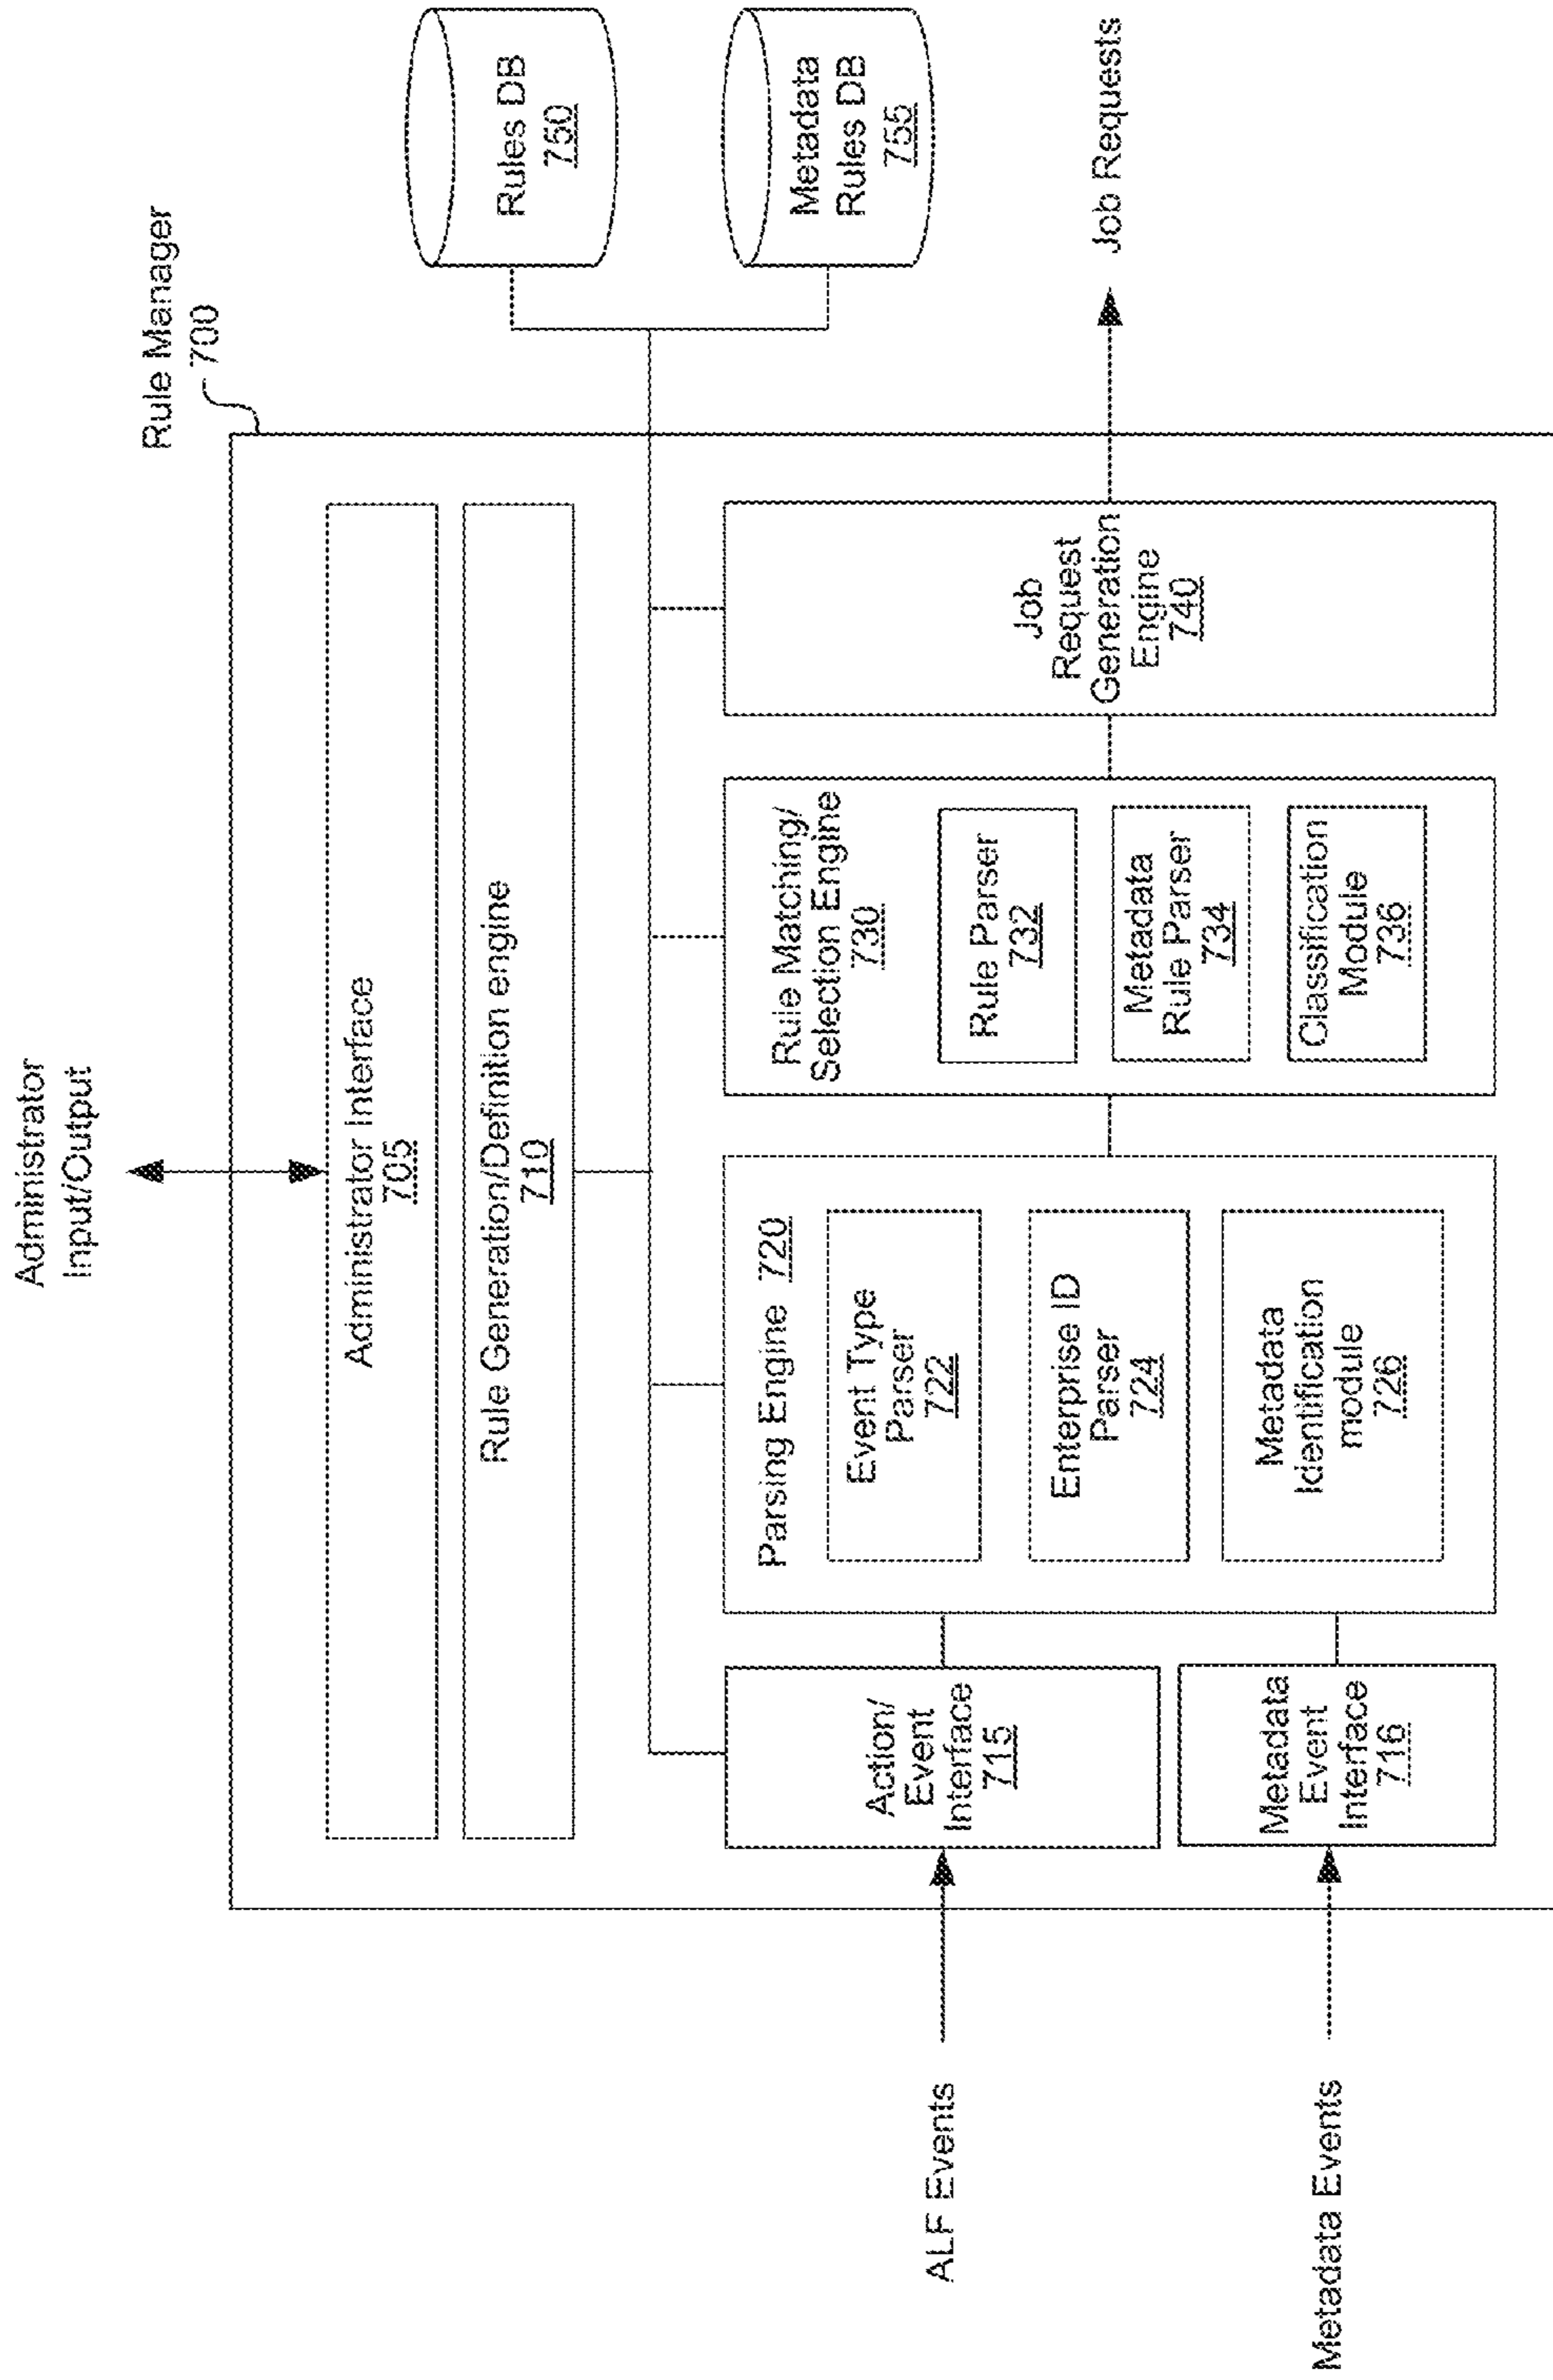 Administrator
Input/Output
Rule Manager
700
Administrator Interface
705
Rule Generation/Definition engine
710
Rules DB
750
Metadata
Rules DB
755
ALF Events
Metadata Events
Action/
Event
Interface
715
Metadata
Event
Interface
716
Parsing Engine 720
Event Type
Parser
722
Enterprise ID
Parser
724
Metadata
Identification
module
726
Rule Matching/
Selection Engine
730
Rule Parser
732
Metadata
Rule Parser
734
Classification
Module
736
Job
Request
Generation
Engine
740
Job Requests